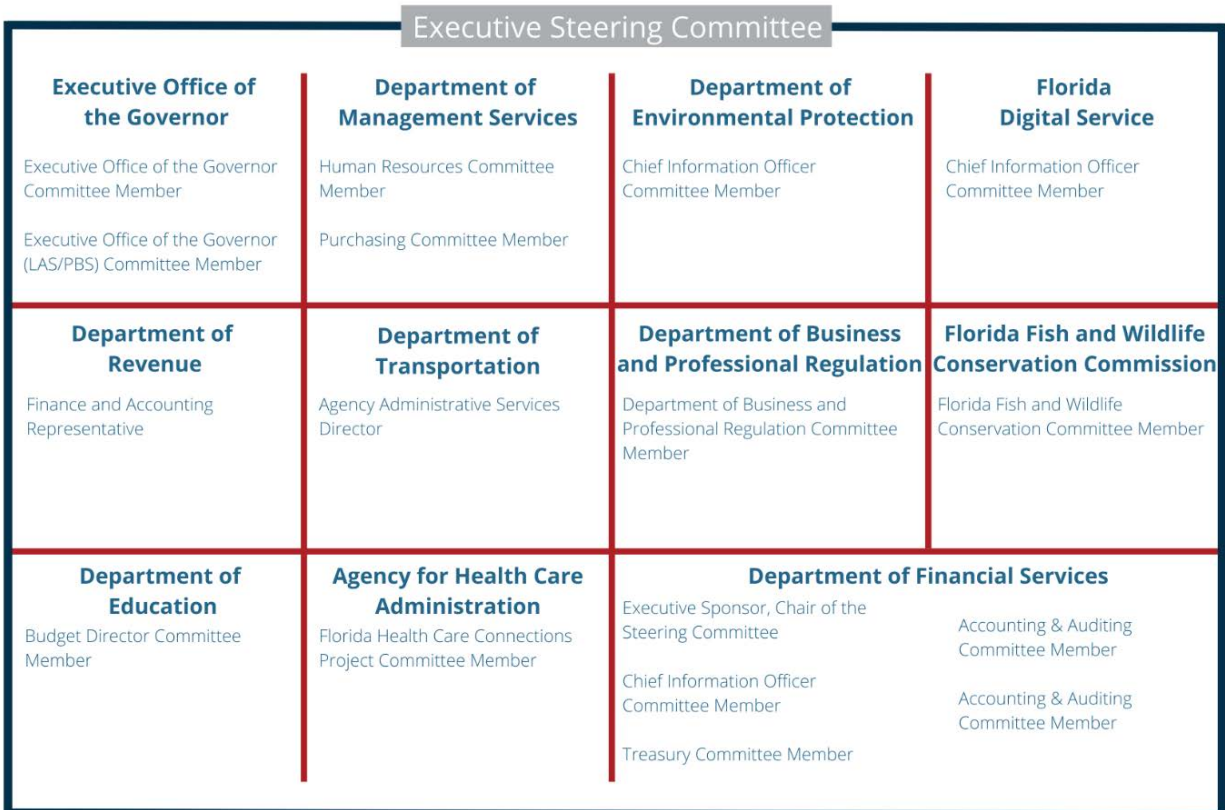 Executive Steering Committee
Executive Office of
the Governor
Executive Office of the Governor
Committee Member
Executive Office of the Governor
(LAS/PBS) Committee Member
Department of
Management Services
Human Resources Committee
Member
Purchasing Committee Member
Department of
Environmental Protection
Chief Information Officer
Committee Member
Florida
Digital Service
Chief Information Officer
Committee Member
Department of
Revenue
Finance and Accounting
Representative
Department of
Transportation
Agency Administrative Services
Director
Department of Business
and Professional Regulation
Department of Business and
Professional Regulation Committee
Member
Florida Fish and Wildlife
Conservation Commission
Florida Fish and Wildlife
Conservation Committee Member
Department of
Education
Budget Director Committee
Member
Agency for Health Care
Administration
Florida Health Care Connections
Project Committee Member
Department of Financial Services
Executive Sponsor, Chair of the
Steering Committee
Chief Information Officer
Committee Member
Treasury Committee Member
Accounting & Auditing
Committee Member
Accounting & Auditing
Committee Member